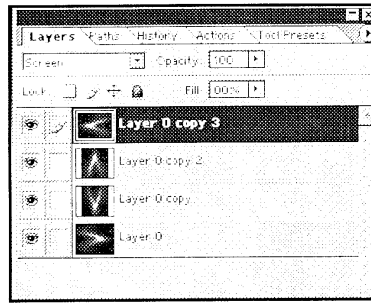 Layers Paths History Actions Tool Presets
Screen Opacity: 100
Lock: Fill: 100%
Layer 0 copy 3
Layer 0 copy 2
Layer 0 copy
Layer 0